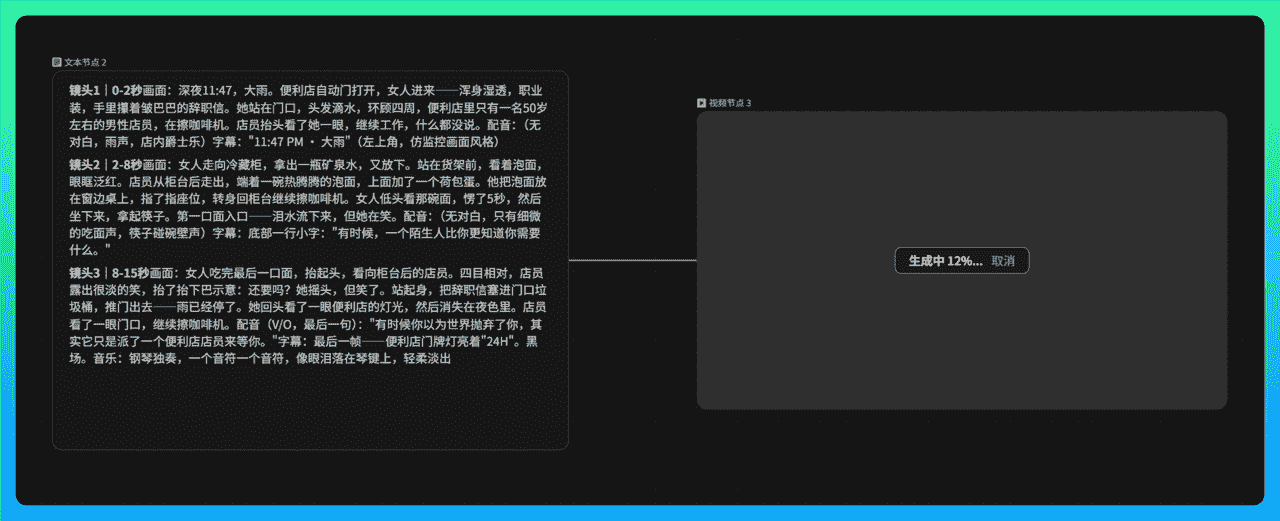 文本节点 2
镜头1｜0-2秒画面：深夜11:47，大雨。便利店自动门打开，女人进来——浑身湿透，职业
装，手里攥着皱巴巴的辞职信。她站在门口，头发滴水，环顾四周，便利店里只有一名50岁
左右的男性店员，在擦咖啡机。店员抬头看了她一眼，继续工作，什么都没说。配音：（无
对白，雨声，店内爵士乐）字幕："11:47 PM · 大雨"（左上角，仿监控画面风格）
镜头2｜2-8秒画面：女人走向冷藏柜，拿出一瓶矿泉水，又放下。站在货架前，看着泡面，
眼眶泛红。店员从柜台后走出，端着一碗热腾腾的泡面，上面加了一个荷包蛋。他把泡面放
在窗边桌上，指了指座位，转身回柜台继续擦咖啡机。女人低头看那碗面，愣了5秒，然后
坐下来，拿起筷子。第一口面入口——泪水流下来，但她在笑。配音：（无对白，只有细微
的吃面声，筷子碰碗壁声）字幕：底部一行小字："有时候，一个陌生人比你更知道你需要
什么。"
镜头3｜8-15秒画面：女人吃完最后一口面，抬起头，看向柜台后的店员。四目相对，店员
露出很淡的笑，抬了抬下巴示意：还要吗？她摇头，但笑了。站起身，把辞职信塞进门口垃
圾桶，推门出去——雨已经停了。她回头看了一眼便利店的灯光，然后消失在夜色里。店员
看了一眼门口，继续擦咖啡机。配音（V/O，最后一句）："有时候你以为世界抛弃了你，其
实它只是派了一个便利店店员来等你。"字幕：最后一帧——便利店门牌灯亮着"24H"。黑
场。音乐：钢琴独奏，一个音符一个音符，像眼泪落在琴键上，轻柔淡出
视频节点 3
生成中 12%... 取消